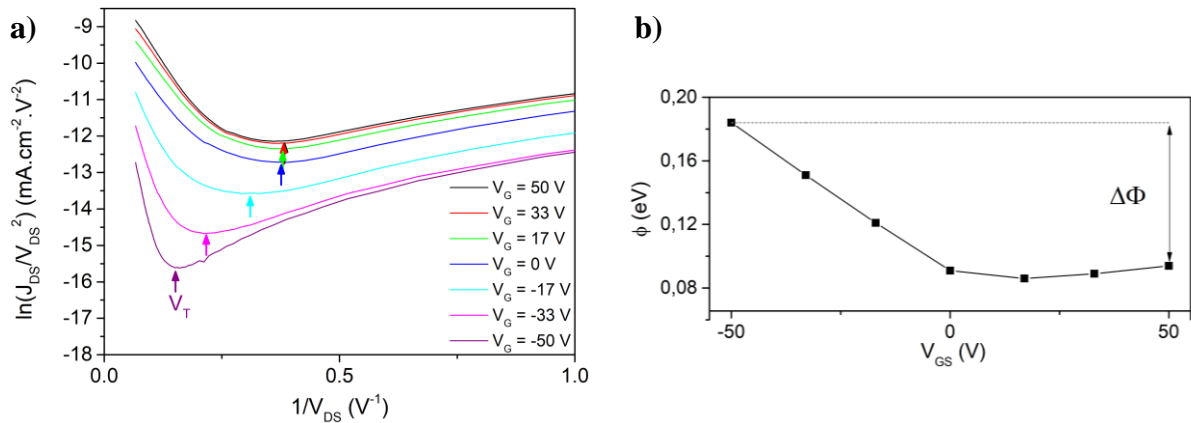 a)
-9
-10
-11
-12
-13
-14
-15
-16
-17
-18
ln(J_DS/V_DS²) (mA.cm⁻².V⁻²)
V_T
V_G = 50 V
V_G = 33 V
V_G = 17 V
V_G = 0 V
V_G = -17 V
V_G = -33 V
V_G = -50 V
0.0 0.5 1.0
1/V_DS (V⁻¹)
b)
0,20
0,16
0,12
0,08
ϕ (eV)
ΔΦ
-50 0 50
V_GS (V)